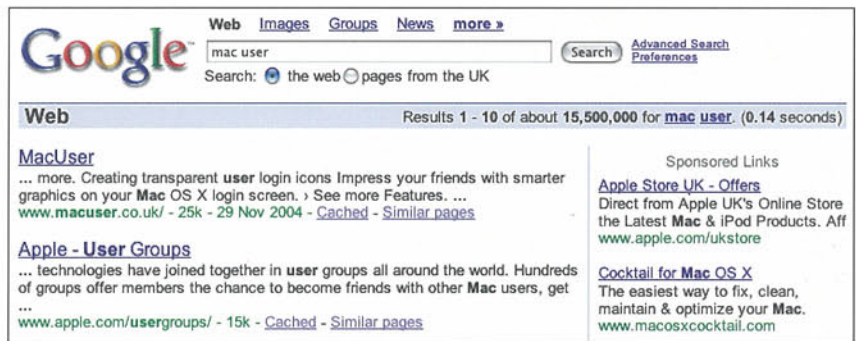 Web Images Groups News more »
Google™
mac user
Search
Advanced Search
Preferences
Search: the web pages from the UK
Web
Results 1 - 10 of about 15,500,000 for mac user. (0.14 seconds)
MacUser
... more. Creating transparent user login icons Impress your friends with smarter
graphics on your Mac OS X login screen. › See more Features. ...
www.macuser.co.uk/ - 25k - 29 Nov 2004 - Cached - Similar pages
Apple - User Groups
... technologies have joined together in user groups all around the world. Hundreds
of groups offer members the chance to become friends with other Mac users, get
...
www.apple.com/usergroups/ - 15k - Cached - Similar pages
Sponsored Links
Apple Store UK - Offers
Direct from Apple UK's Online Store
the Latest Mac & iPod Products. Aff
www.apple.com/ukstore
Cocktail for Mac OS X
The easiest way to fix, clean,
maintain & optimize your Mac.
www.macosxcocktail.com